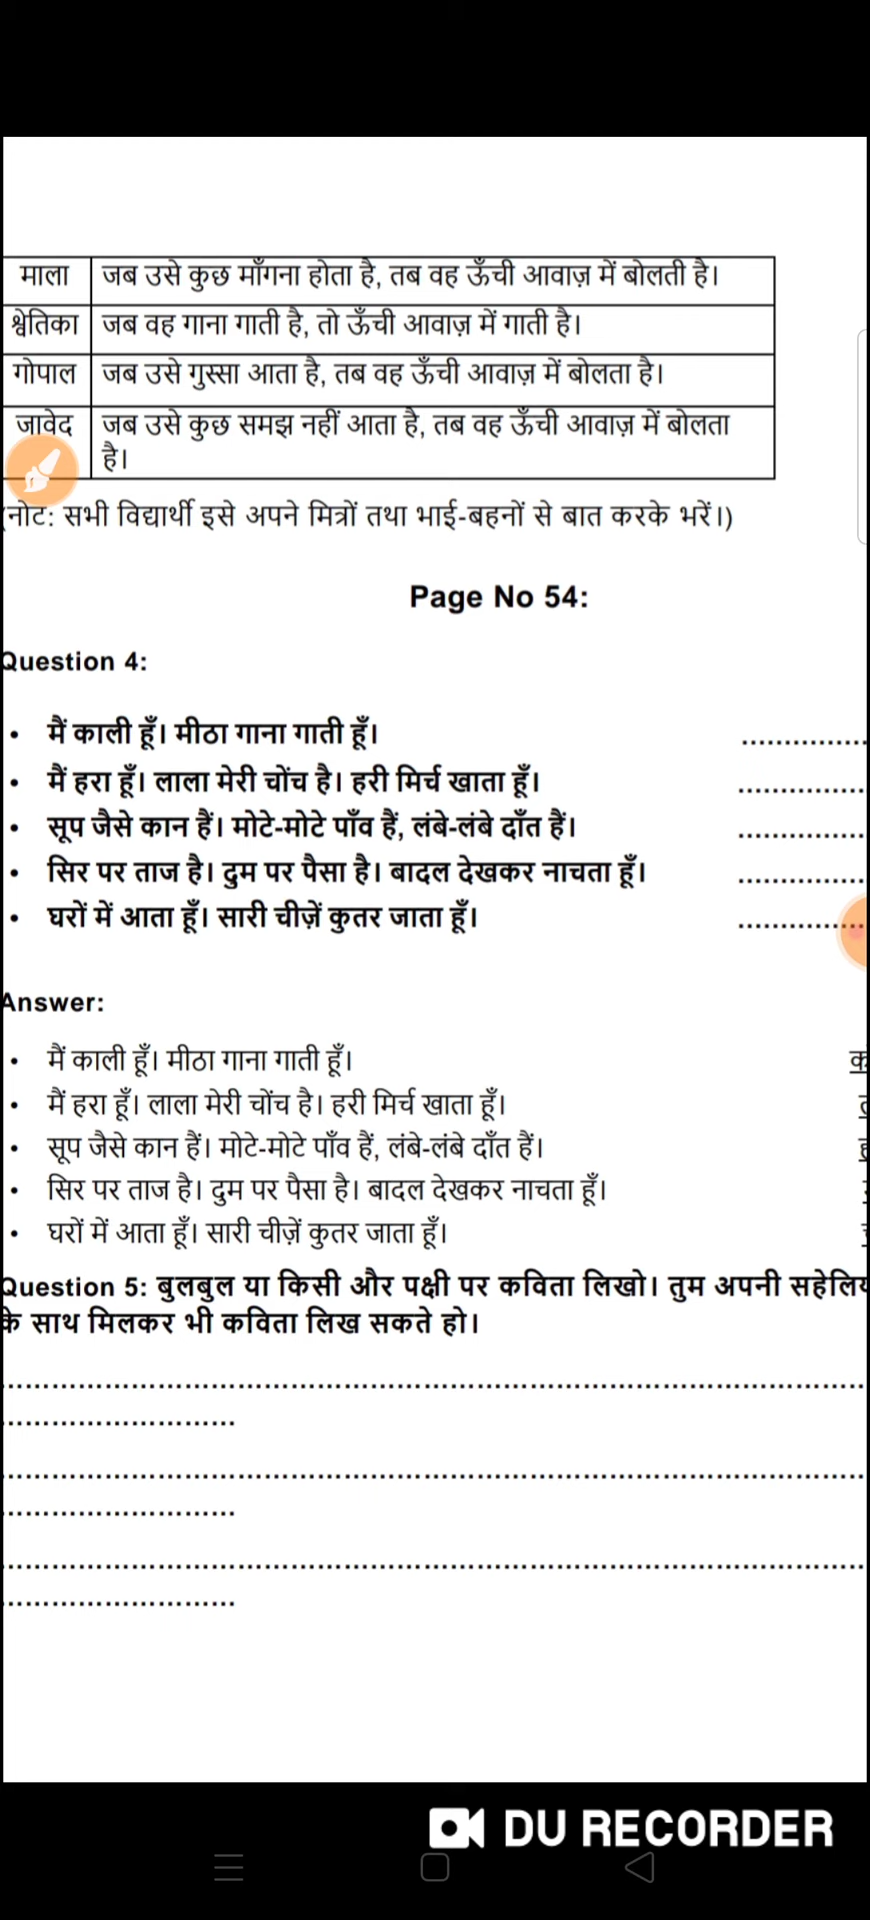 माला जब उसे कुछ माँगना होता है, तब वह ऊँची आवाज़ में बोलती है।
श्वेतिका जब वह गाना गाती है, तो ऊँची आवाज़ में गाती है।
गोपाल जब उसे गुस्सा आता है, तब वह ऊँची आवाज़ में बोलता है।
जावेद जब उसे कुछ समझ नहीं आता है, तब वह ऊँची आवाज़ में बोलता
है।
(नोट: सभी विद्यार्थी इसे अपने मित्रों तथा भाई-बहनों से बात करके भरें।)
Page No 54:
Question 4:
• मैं काली हूँ। मीठा गाना गाती हूँ। ...............
• मैं हरा हूँ। लाला मेरी चोंच है। हरी मिर्च खाता हूँ। ...............
• सूप जैसे कान हैं। मोटे-मोटे पाँव हैं, लंबे-लंबे दाँत हैं। ...............
• सिर पर ताज है। दुम पर पैसा है। बादल देखकर नाचता हूँ। ...............
• घरों में आता हूँ। सारी चीज़ें कुतर जाता हूँ। ...............
Answer:
• मैं काली हूँ। मीठा गाना गाती हूँ।
• मैं हरा हूँ। लाला मेरी चोंच है। हरी मिर्च खाता हूँ।
• सूप जैसे कान हैं। मोटे-मोटे पाँव हैं, लंबे-लंबे दाँत हैं।
• सिर पर ताज है। दुम पर पैसा है। बादल देखकर नाचता हूँ।
• घरों में आता हूँ। सारी चीज़ें कुतर जाता हूँ।
Question 5: बुलबुल या किसी और पक्षी पर कविता लिखो। तुम अपनी
के साथ मिलकर भी कविता लिख सकते हो।
DU RECORDER